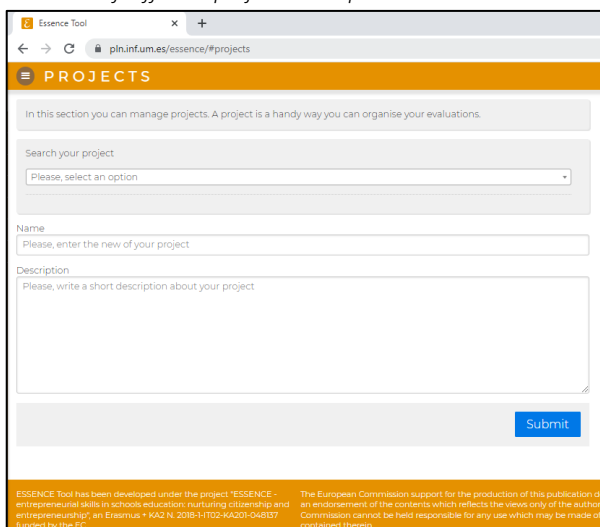 Essence Tool
pln.inf.um.es/essence/#projects
PROJECTS
In this section you can manage projects. A project is a handy way you can organise your evaluations.
Search your project
Please, select an option
Name
Please, enter the new of your project
Description
Please, write a short description about your project
Submit
ESSENCE Tool has been developed under the project "ESSENCE -
entrepreneurial skills in schools education: nurturing citizenship and
entrepreneurship", an Erasmus + KA2 N. 2018-1-IT02-KA201-048137
funded by the EC
The European Commission support for the production of this publication d
an endorsement of the contents which reflects the views only of the author
Commission cannot be held responsible for any use which may be made of
contained therein.